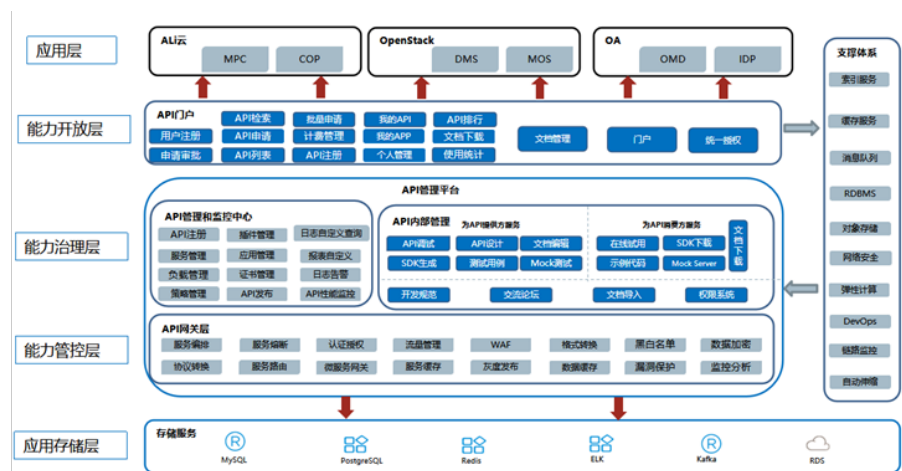 应用层
ALi云
MPC
COP
OpenStack
DMS
MOS
OA
OMD
IDP
能力开放层
API门户
API检索
批量申请
我的API
API排行
用户注册
API申请
计费管理
我的APP
文档下载
申请审批
API列表
API注册
个人管理
使用统计
文档管理
门户
统一授权
能力治理层
API管理平台
API管理和监控中心
API注册
插件管理
日志自定义查询
服务管理
应用管理
报表自定义
负载管理
证书管理
日志告警
策略管理
API发布
API性能监控
API内部管理
为API提供方服务
为API消费方服务
API调试
API设计
文档编辑
在线试用
SDK下载
SDK生成
测试用例
Mock测试
示例代码
Mock Server
文档下载
开发规范
交流论坛
文档导入
权限系统
能力管控层
API网关层
服务编排
服务熔断
认证授权
流量管理
WAF
格式转换
黑白名单
数据加密
协议转换
服务路由
微服务网关
服务缓存
灰度发布
数据缓存
漏洞保护
监控分析
应用存储层
存储服务
MySQL
PostgreSQL
Redis
ELK
Kafka
RDS
支撑体系
索引服务
缓存服务
消息队列
RDBMS
对象存储
网络安全
弹性计算
DevOps
链路监控
自动伸缩